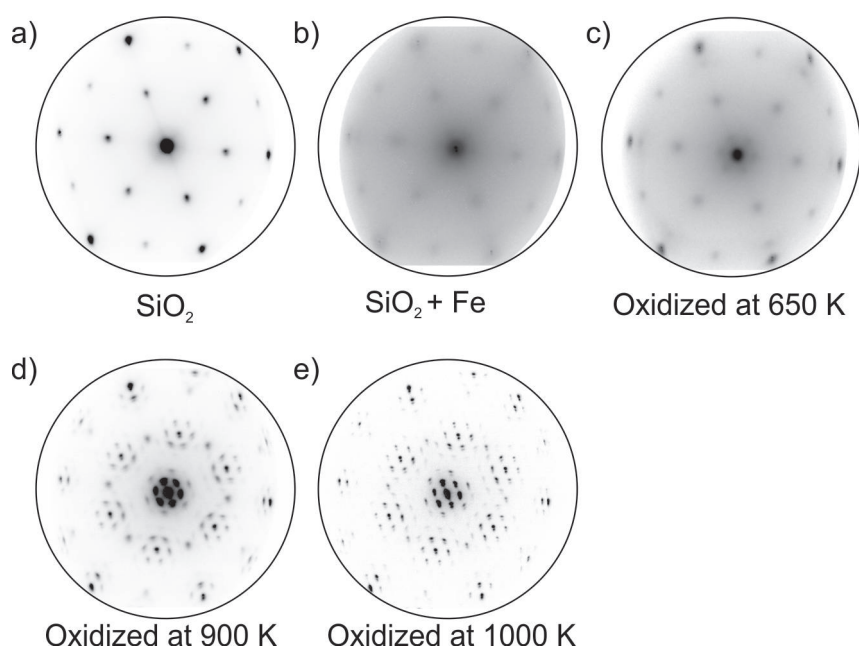 a)
b)
c)
SiO₂
SiO₂ + Fe
Oxidized at 650 K
d)
e)
Oxidized at 900 K
Oxidized at 1000 K